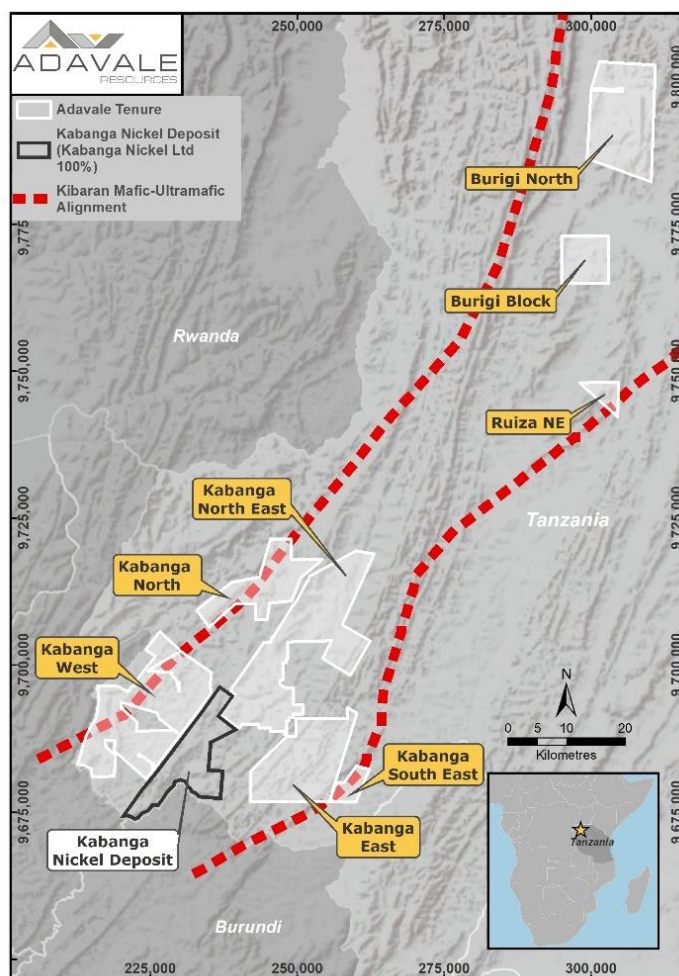 ADAVALE
RESOURCES
Adavale Tenure
Kabanga Nickel Deposit
(Kabanga Nickel Ltd
100%)
Kibaran Mafic-Ultramafic
Alignment
250,000
275,000
300,000
9,800,000
9,775,000
9,775,000
9,750,000
9,750,000
9,725,000
9,725,000
9,700,000
9,700,000
9,675,000
9,675,000
Burigi North
Burigi Block
Rwanda
Ruiza NE
Kabanga
North East
Tanzania
Kabanga
North
Kabanga
West
N
0 5 10 20
Kilometres
Kabanga
South East
Kabanga
East
Kabanga
Nickel Deposit
Tanzania
Burundi
225,000
250,000
275,000
300,000